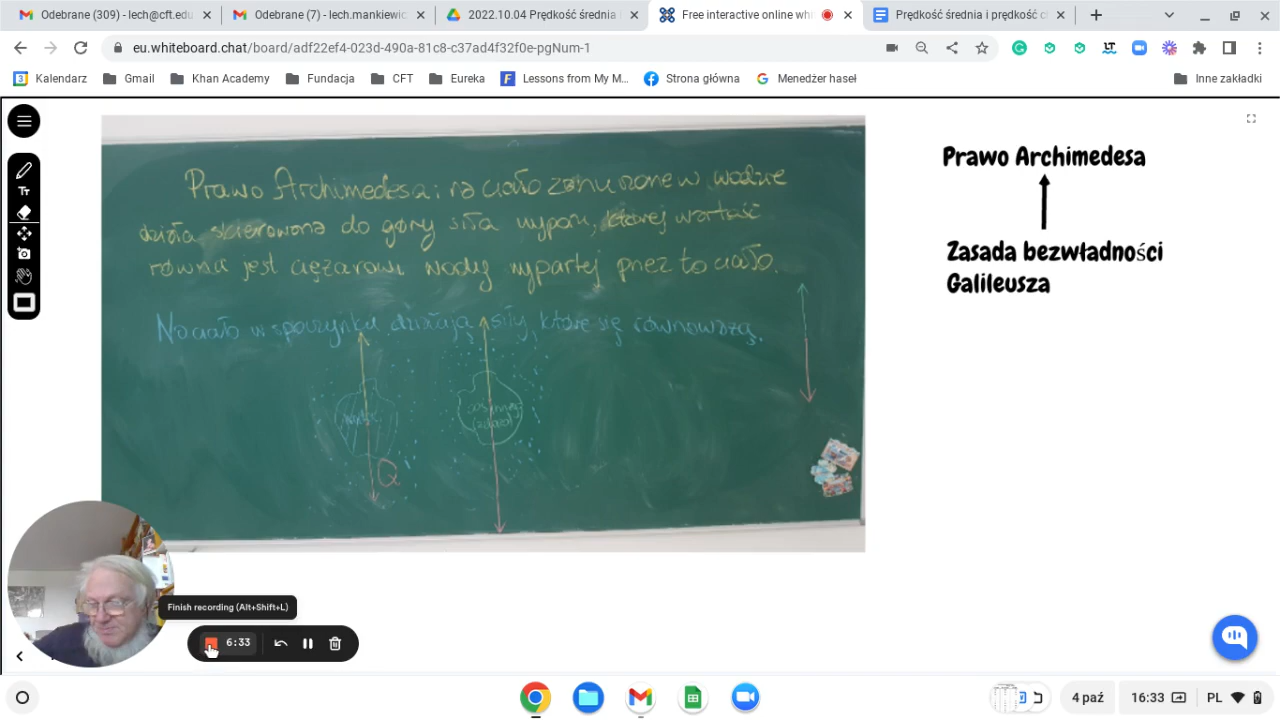 Odebrane (309) - lech@cft.edu
Odebrane (7) - lech.mankiewic
2022.10.04 Prędkość średnia i
Free interactive online whi
Prędkość średnia i prędkość c
eu.whiteboard.chat/board/adf22ef4-023d-490a-81c8-c37ad4f32f0e-pgNum-1
Kalendarz
Gmail
Khan Academy
Fundacja
CFT
Eureka
Lessons from My M...
Strona główna
Menedżer haseł
Inne zakładki
Prawo Archimedesa: na ciało zanurzone w wodzie
działa skierowana do góry siła wyporu, której wartość
równa jest ciężarowi wody wypartej przez to ciało.
Na ciało w spoczynku działają siły, które się równoważą.
Q
Prawo Archimedesa
Zasada bezwładności
Galileusza
Tт
Finish recording (Alt+Shift+L)
6:33
4 paź
16:33
PL